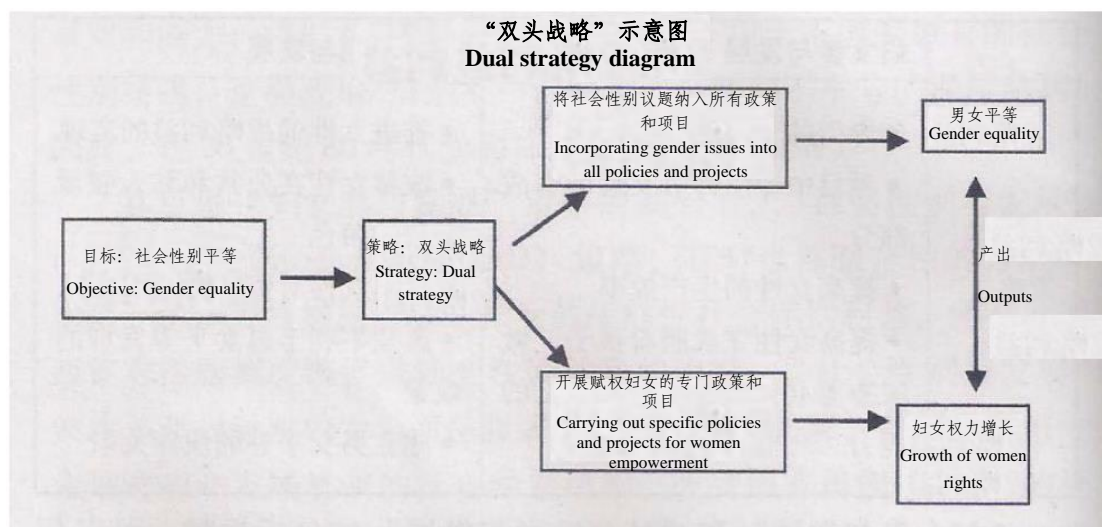 “双头战略”示意图
Dual strategy diagram
将社会性别议题纳入所有政策
和项目
Incorporating gender issues into
all policies and projects
男女平等
Gender equality
目标：社会性别平等
Objective: Gender equality
策略：双头战略
Strategy: Dual
strategy
产出
Outputs
开展赋权妇女的专门政策和
项目
Carrying out specific policies
and projects for women
empowerment
妇女权力增长
Growth of women
rights